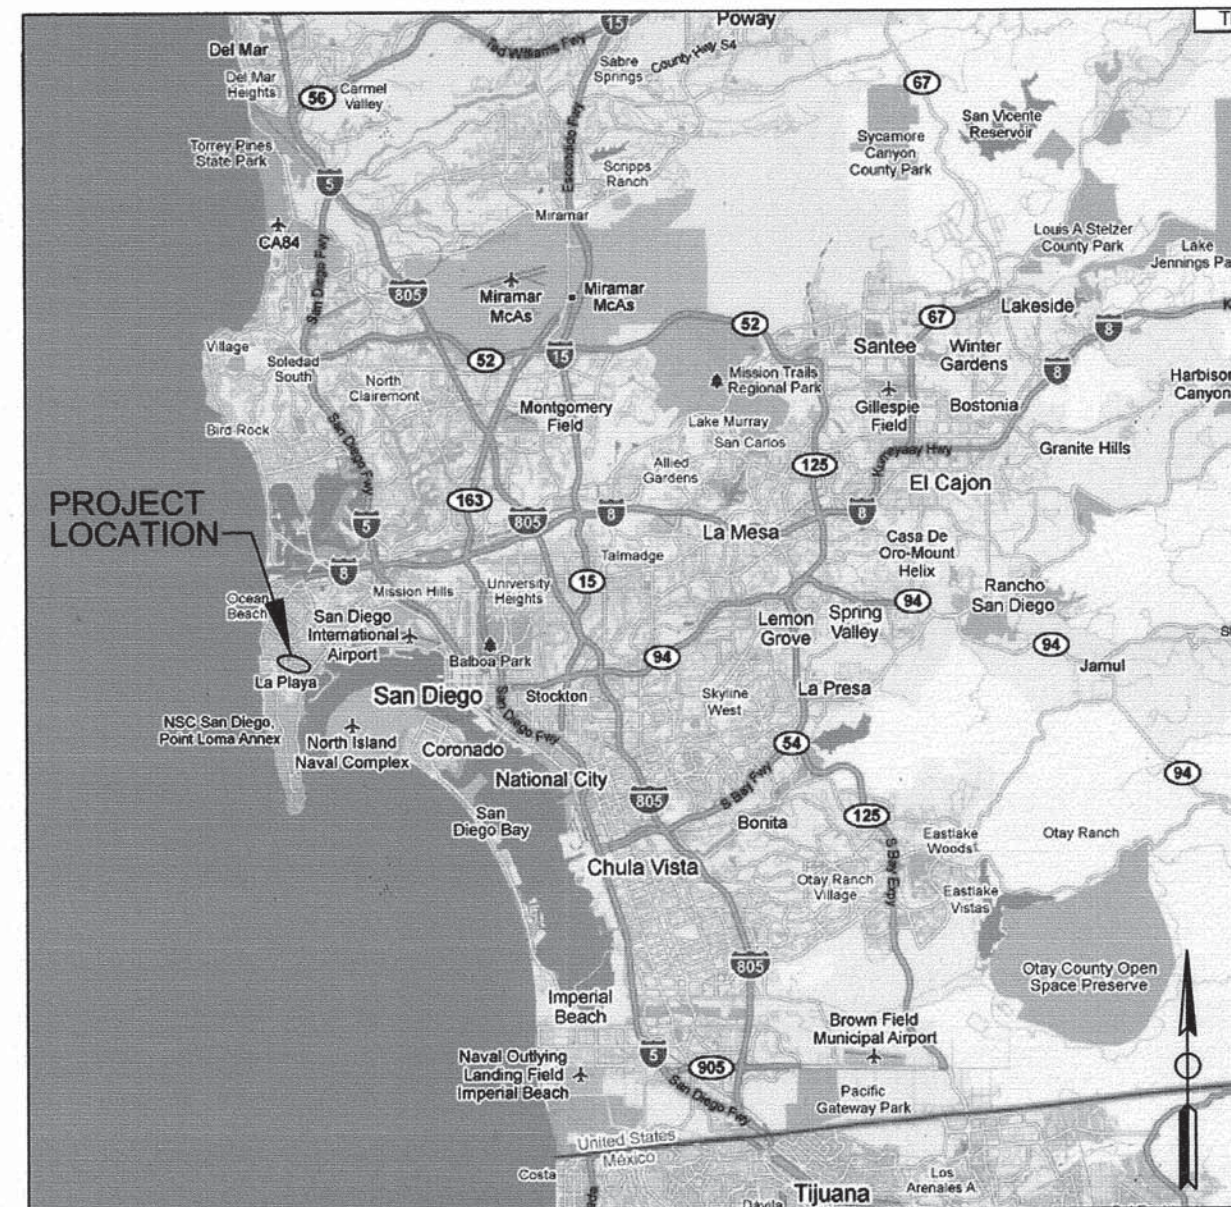 T
Poway
15
Ted Williams Fwy
County Hwy S4
Del Mar
Sabre
Springs
Del Mar
Heights
56
Carmel
Valley
67
San Vicente
Reservoir
Escondido Fwy
Torrey Pines
State Park
Sycamore
Canyon
County Park
Scripps
Ranch
5
Miramar
CA84
San Diego Fwy
Louis A Stelzer
County Park
Lake
Jennings Pa
805
Miramar
McAs
Miramar
McAs
Lakeside
67
52
8
Village
Soledad
South
52
15
Santee
Winter
Gardens
Mission Trails
Regional Park
8
North
Clairemont
Harbison
Canyon
Montgomery
Field
Gillespie
Field
Bostonia
Lake Murray
San Carlos
Bird Rock
San Diego Fwy
Kumeyaay Hwy
Granite Hills
Allied
Gardens
125
El Cajon
PROJECT
LOCATION
163
5
805
8
8
La Mesa
Casa De
Oro-Mount
Helix
Talmadge
8
Mission Hills
University
Heights
15
Rancho
San Diego
Ocean
Beach
San Diego
International
Airport
Lemon
Grove
Spring
Valley
94
94
Balboa Park
94
Jamul
La Playa
San Diego
Stockton
Skyline
West
La Presa
NSC San Diego,
Point Loma Annex
North Island
Naval Complex
Coronado
San Diego Fwy
54
National City
94
S Bay Fwy
805
San
Diego Bay
Bonita
125
Eastlake
Woods
Otay Ranch
S Bay Expy
Chula Vista
Otay Ranch
Village
Eastlake
Vistas
805
Otay County Open
Space Preserve
Imperial
Beach
Brown Field
Municipal Airport
Naval Outlying
Landing Field
Imperial Beach
5
905
San Diego Fwy
Pacific
Gateway Park
United States
México
Costa
Los
Arenales A
Tijuana